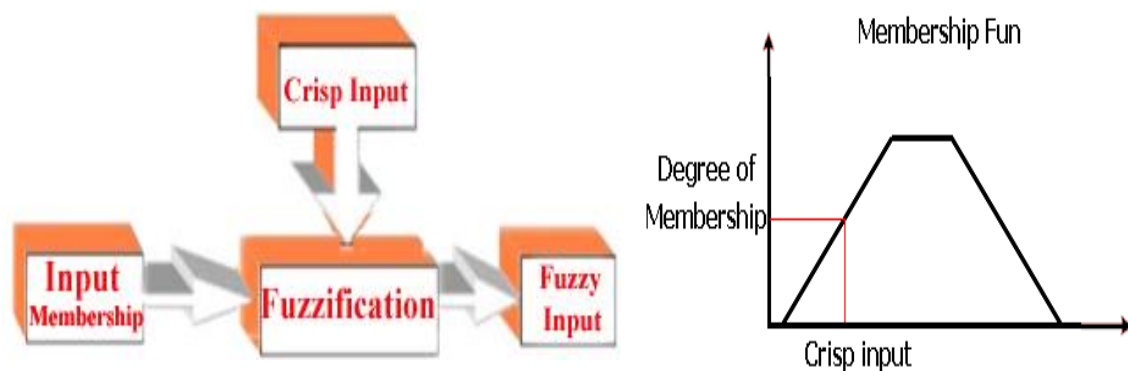 Crisp Input
Input
Membership
Fuzzification
Fuzzy
Input
Membership Fun
Degree of
Membership
Crisp input